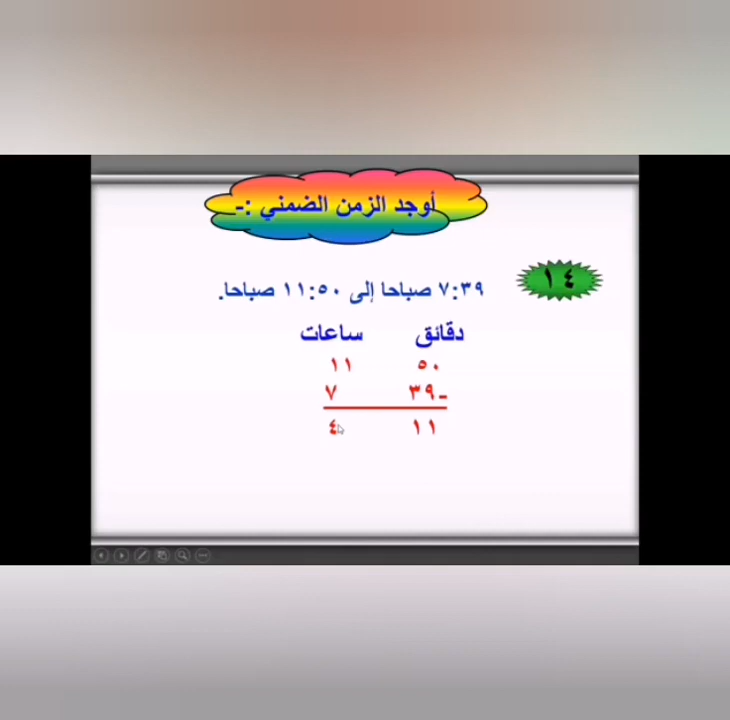 أوجد الزمن الضمني :-
١٤
٧:٣٩ صباحا إلى ١١:٥٠ صباحا.
دقائق ساعات
٥٠ ١١
-٣٩ ٧
١١ ٤